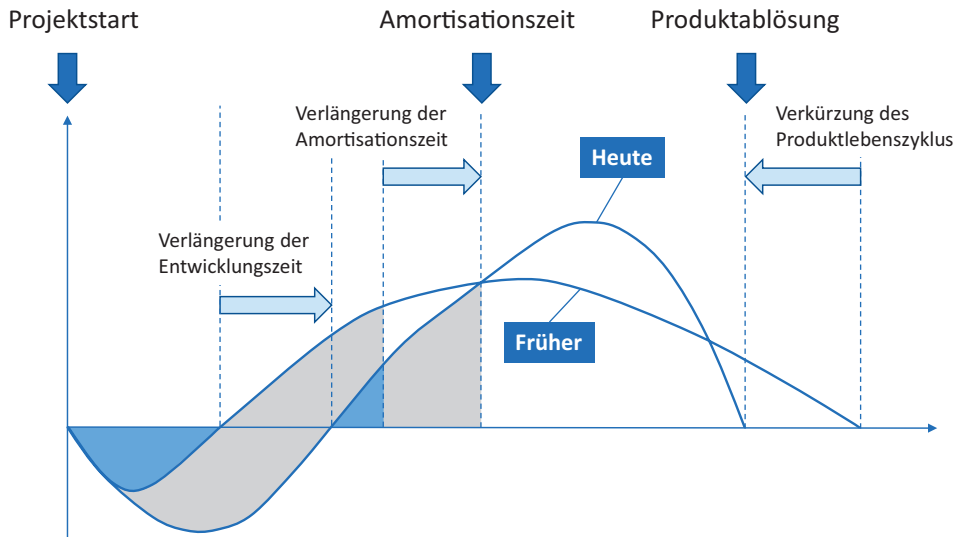 Projektstart
Amortisationszeit
Produktablösung
Verlängerung der
Amortisationszeit
Verkürzung des
Produktlebenszyklus
Heute
Verlängerung der
Entwicklungszeit
Früher